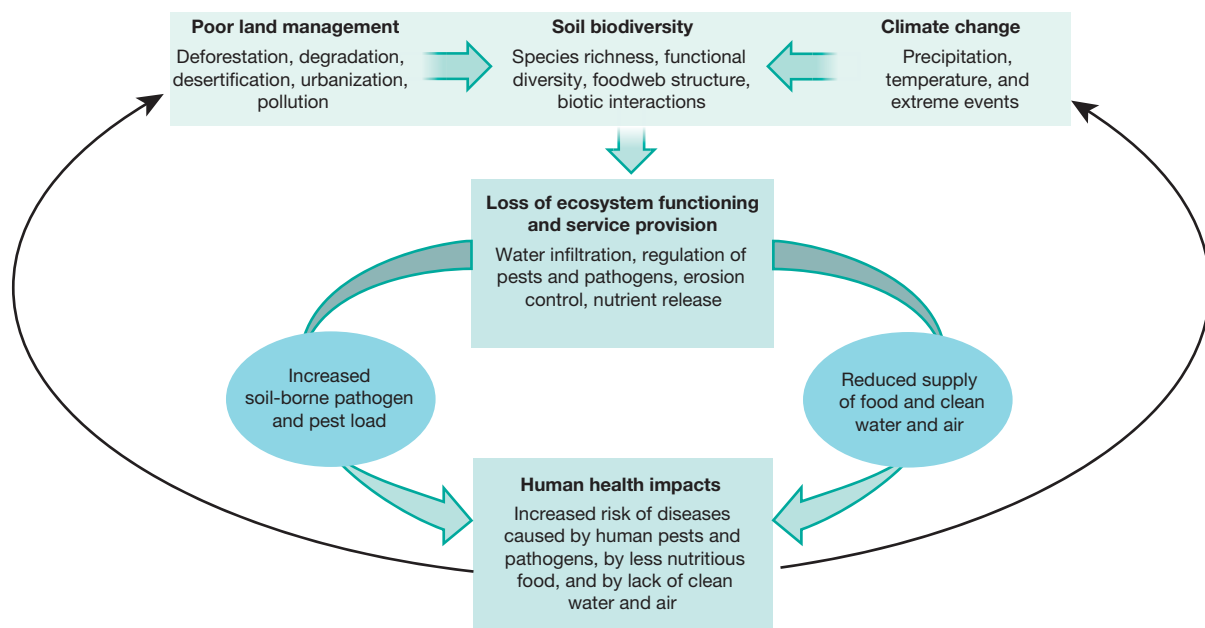 Poor land management
Deforestation, degradation,
desertification, urbanization,
pollution
Soil biodiversity
Species richness, functional
diversity, foodweb structure,
biotic interactions
Climate change
Precipitation,
temperature, and
extreme events
Loss of ecosystem functioning
and service provision
Water infiltration, regulation of
pests and pathogens, erosion
control, nutrient release
Increased
soil-borne pathogen
and pest load
Reduced supply
of food and clean
water and air
Human health impacts
Increased risk of diseases
caused by human pests and
pathogens, by less nutritious
food, and by lack of clean
water and air